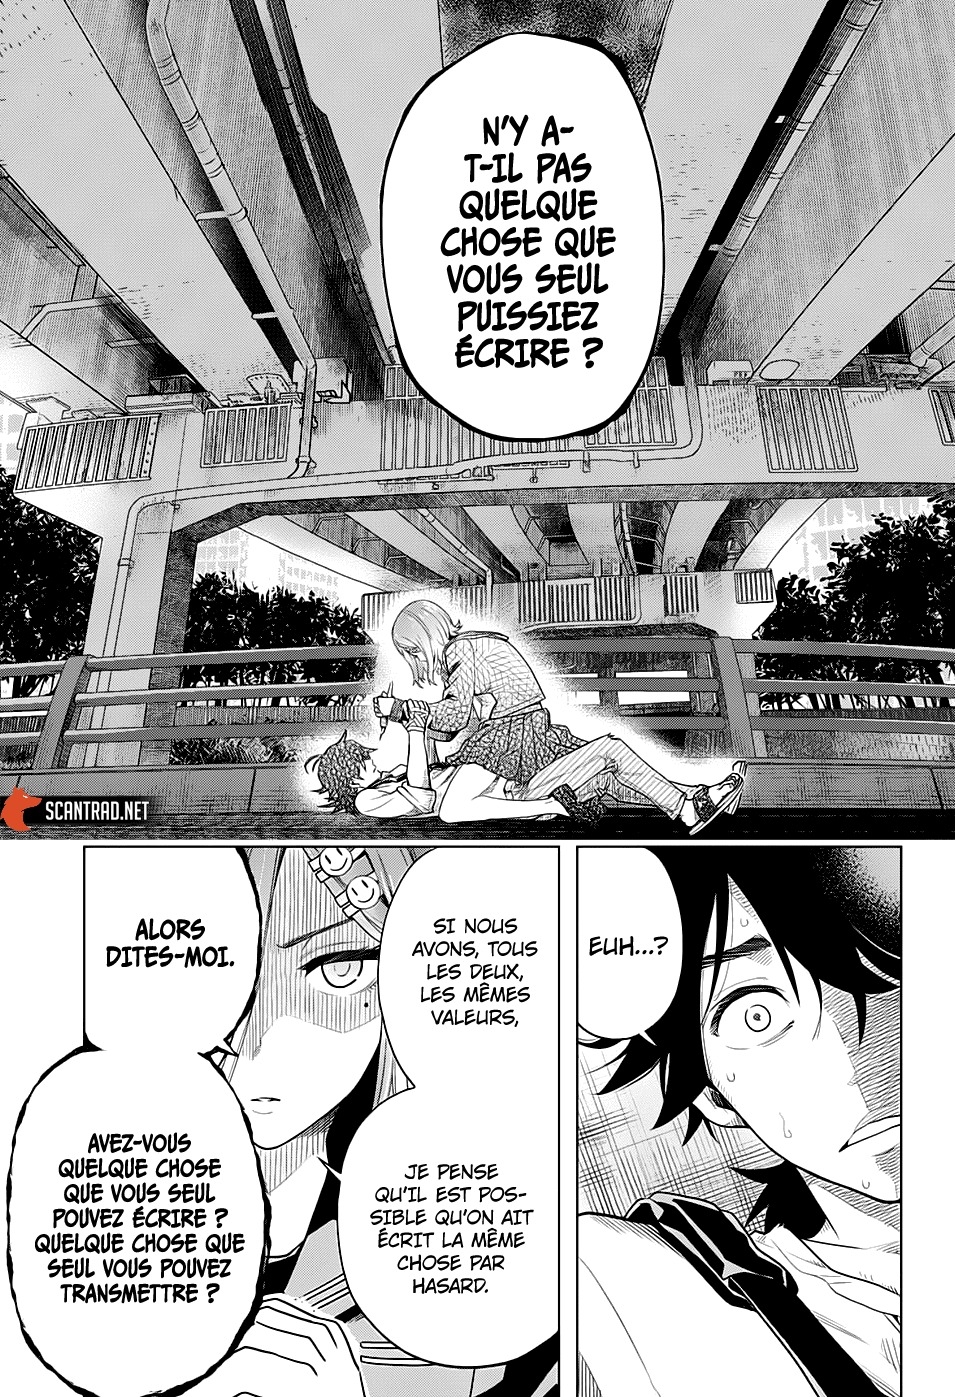 N'Y A-
T-IL PAS
QUELQUE
CHOSE QUE
VOUS SEUL
PUISSIEZ
ÉCRIRE ?
SCANTRAD.NET
EUH...?
SI NOUS
AVONS, TOUS
LES DEUX,
LES MÊMES
VALEURS,
JE PENSE
QU'IL EST POS-
SIBLE QU'ON AIT
ÉCRIT LA MÊME
CHOSE PAR
HASARD.
ALORS
DITES-MOI.
AVEZ-VOUS
QUELQUE CHOSE
QUE VOUS SEUL
POUVEZ ÉCRIRE ?
QUELQUE CHOSE QUE
SEUL VOUS POUVEZ
TRANSMETTRE ?